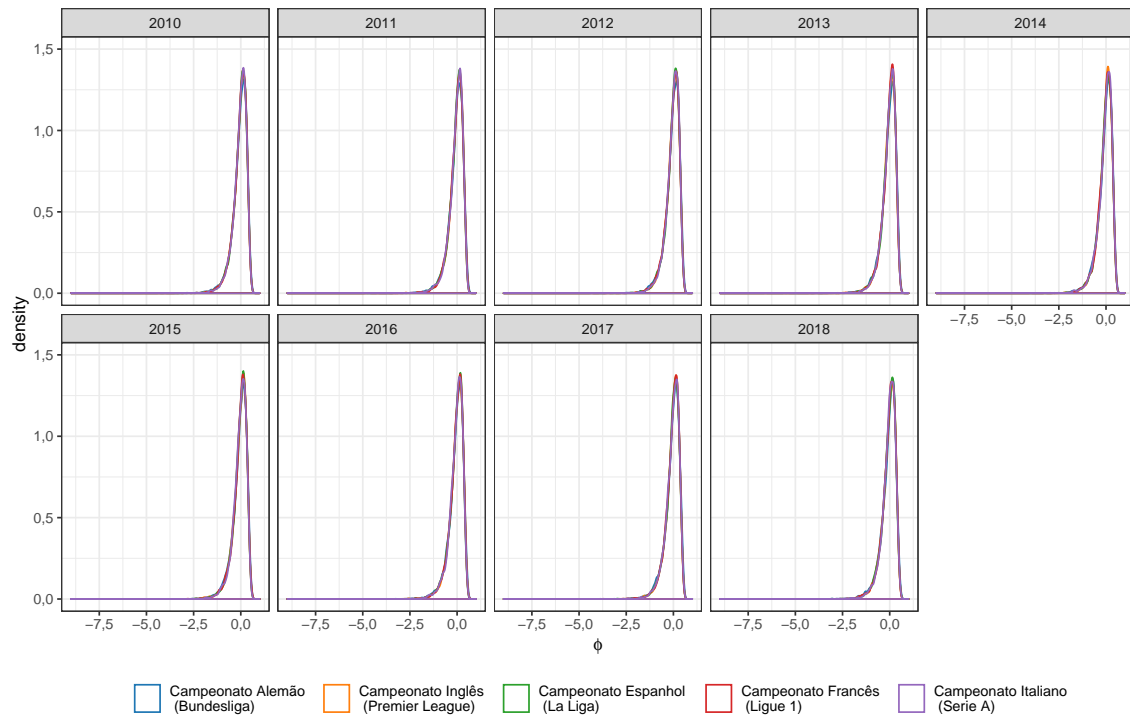 2010 2011 2012 2013 2014
1,5
1,0
0,5
0,0
−7,5 −5,0 −2,5 0,0
density
2015 2016 2017 2018
1,5
1,0
0,5
0,0
−7,5 −5,0 −2,5 0,0 −7,5 −5,0 −2,5 0,0 −7,5 −5,0 −2,5 0,0 −7,5 −5,0 −2,5 0,0
ϕ
Campeonato Alemão Campeonato Inglês Campeonato Espanhol Campeonato Francês Campeonato Italiano
(Bundesliga) (Premier League) (La Liga) (Ligue 1) (Serie A)